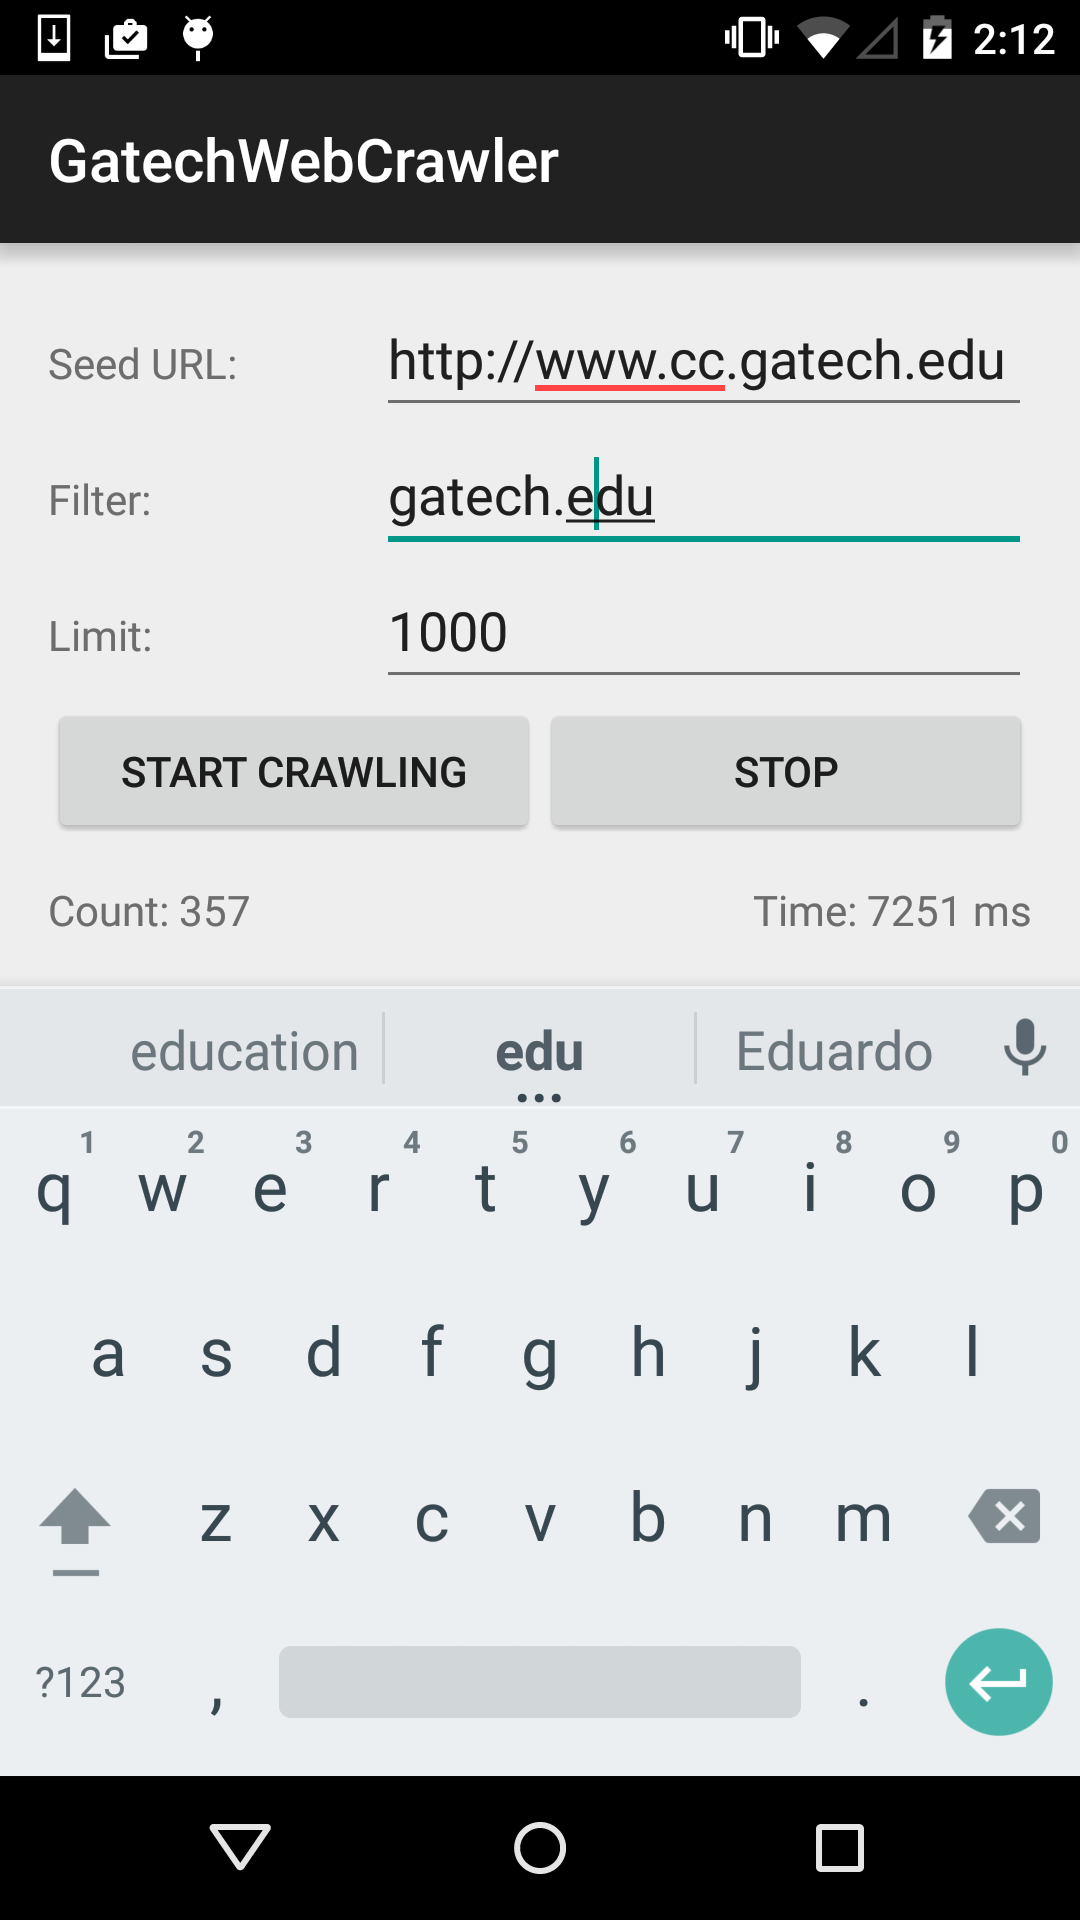 2:12
GatechWebCrawler
Seed URL: http://www.cc.gatech.edu
Filter: gatech.edu
Limit: 1000
START CRAWLING STOP
Count: 357 Time: 7251 ms
education edu Eduardo
1 2 3 4 5 6 7 8 9 0
q w e r t y u i o p
a s d f g h j k l
z x c v b n m
?123 , .